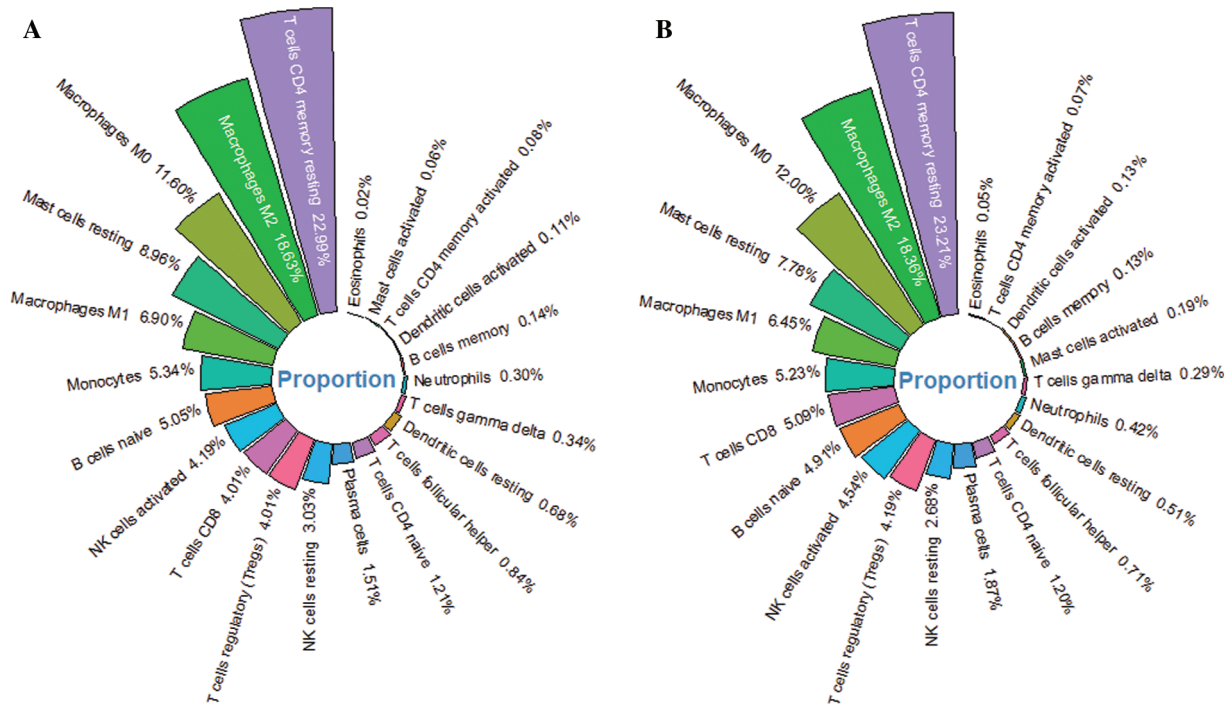 A
T cells CD4 memory resting 22.99%
Macrophages M2 18.63%
Macrophages M0 11.60%
Mast cells resting 8.96%
Macrophages M1 6.90%
Monocytes 5.34%
B cells naive 5.05%
NK cells activated 4.19%
T cells CD8 4.01%
T cells regulatory (Tregs) 4.01%
NK cells resting 3.03%
Plasma cells 1.51%
T cells CD4 naive 1.21%
T cells follicular helper 0.84%
Dendritic cells resting 0.68%
T cells gamma delta 0.34%
Neutrophils 0.30%
B cells memory 0.14%
Dendritic cells activated 0.11%
T cells CD4 memory activated 0.08%
Mast cells activated 0.06%
Eosinophils 0.02%
Proportion
B
T cells CD4 memory resting 23.21%
Macrophages M2 18.36%
Macrophages M0 12.00%
Mast cells resting 7.78%
Macrophages M1 6.45%
Monocytes 5.23%
T cells CD8 5.09%
B cells naive 4.91%
NK cells activated 4.54%
T cells regulatory (Tregs) 4.19%
NK cells resting 2.68%
Plasma cells 1.87%
T cells CD4 naive 1.20%
T cells follicular helper 0.71%
Dendritic cells resting 0.51%
Neutrophils 0.42%
T cells gamma delta 0.29%
Mast cells activated 0.19%
B cells memory 0.13%
Dendritic cells activated 0.13%
T cells CD4 memory activated 0.07%
Eosinophils 0.05%
Proportion